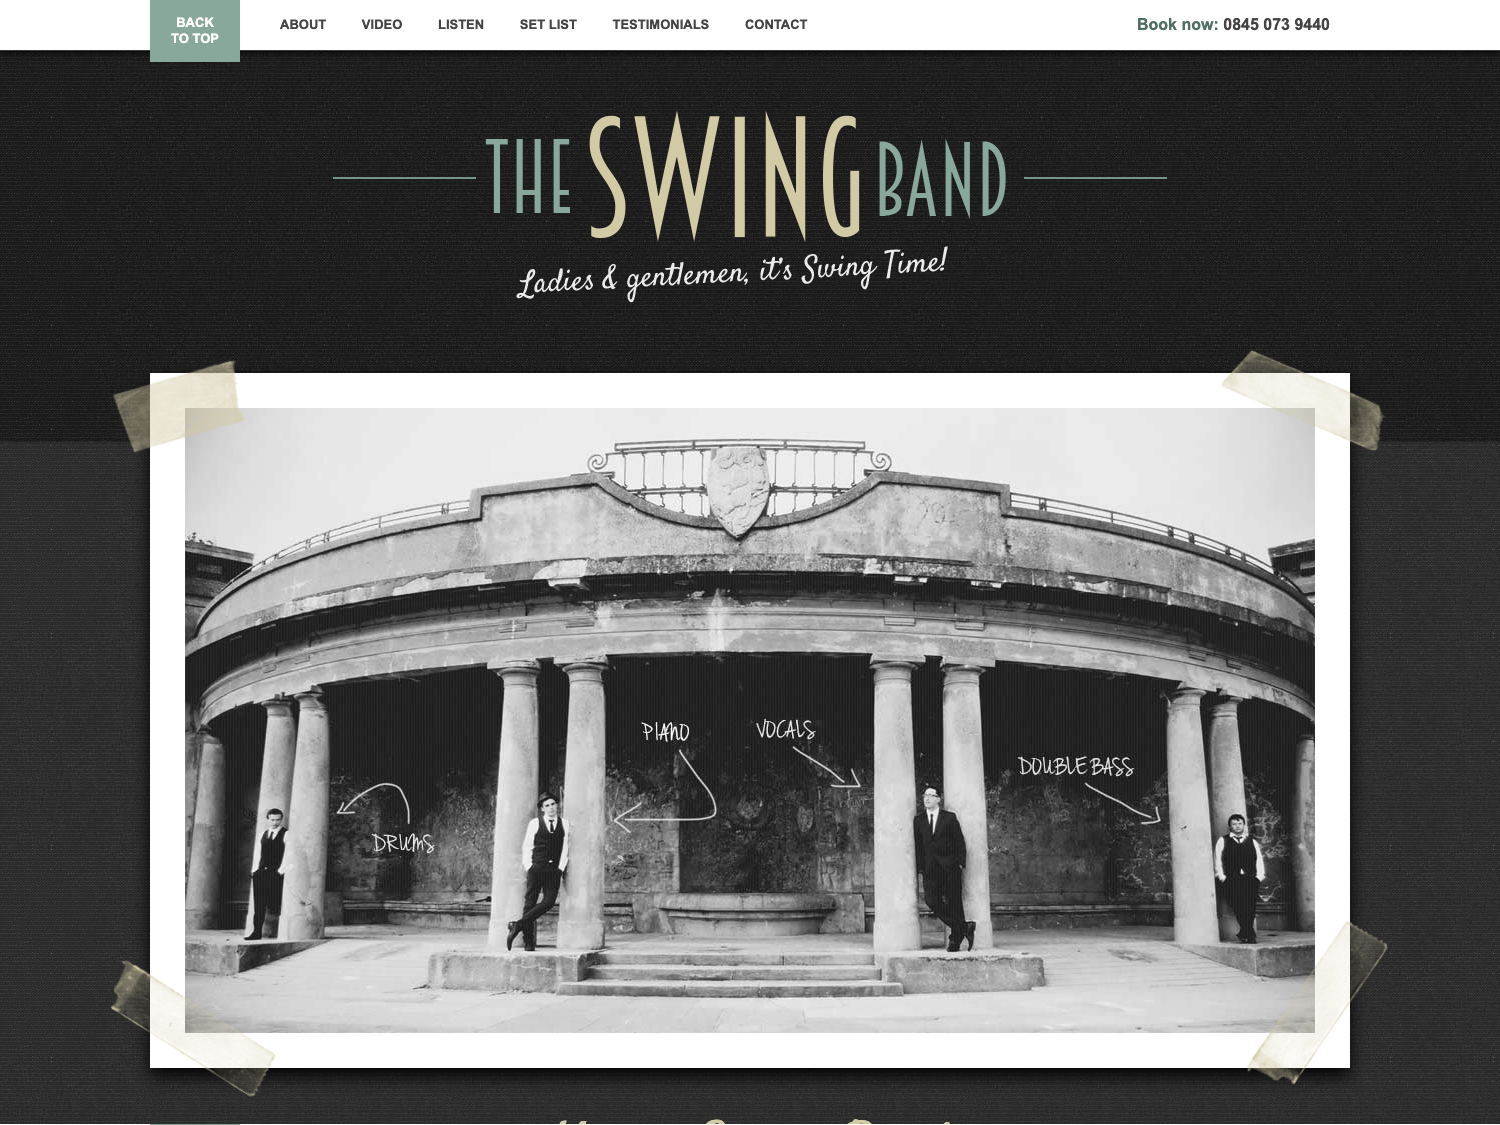 BACK
TO TOP
ABOUT VIDEO LISTEN SET LIST TESTIMONIALS CONTACT
Book now: 0845 073 9440
THE SWING BAND
Ladies & gentlemen, it's Swing Time!
PIANO
VOCALS
DOUBLE BASS
DRUMS